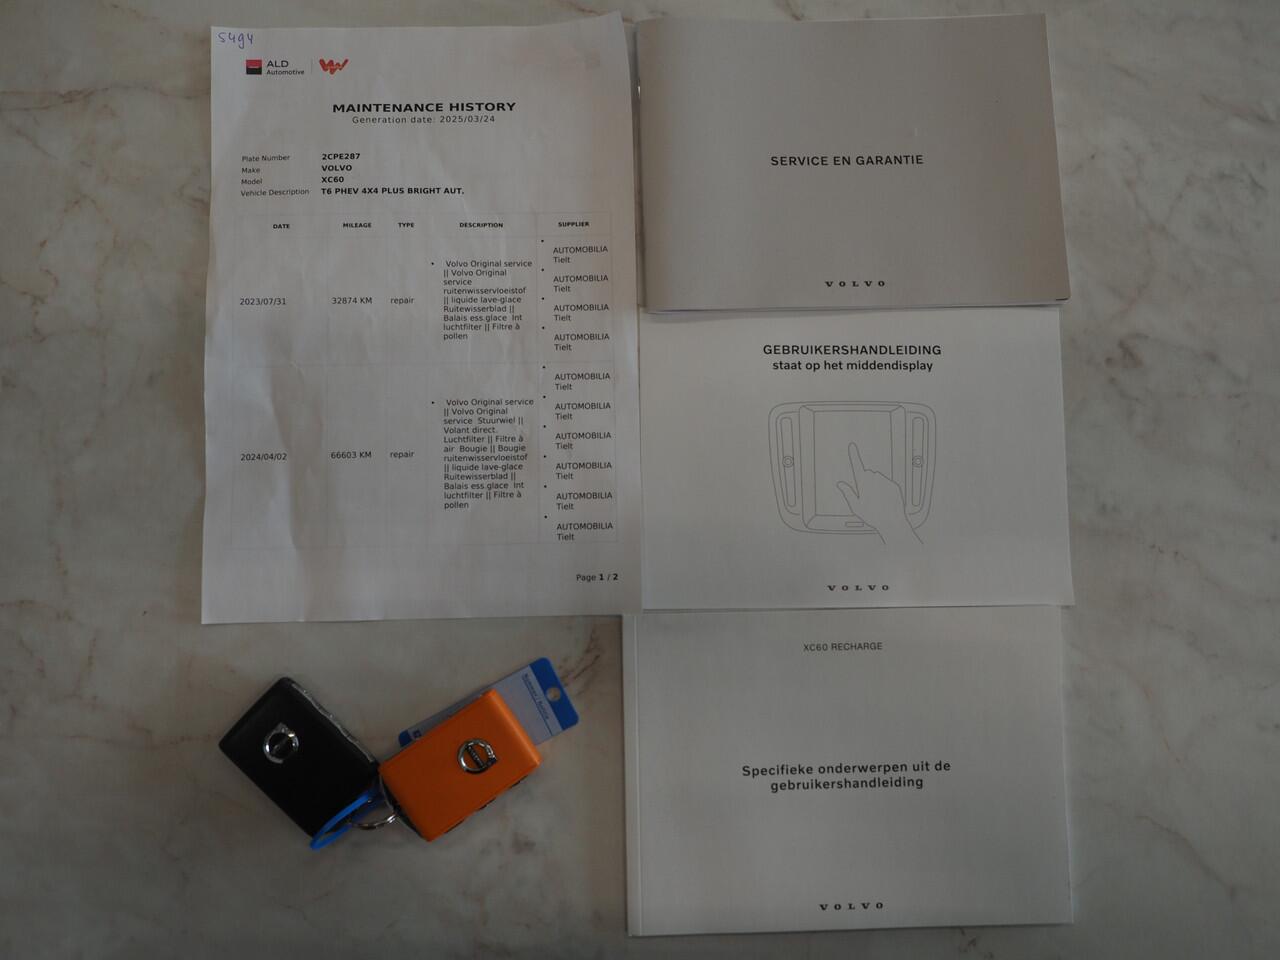 5494
ALD
Automotive
MAINTENANCE HISTORY
Generation date: 2025/03/24
Plate Number 2CPE287
Make VOLVO
Model XC60
Vehicle Description T6 PHEV 4X4 PLUS BRIGHT AUT.
DATE MILEAGE TYPE DESCRIPTION SUPPLIER
2023/07/31 32874 KM repair
• Volvo Original service
|| Volvo Original
service
ruitenwisservloeistof
|| liquide lave-glace
Ruitewisserblad ||
Balais ess.glace Int
luchtfilter || Filtre à
pollen
• AUTOMOBILIA
Tielt
• AUTOMOBILIA
Tielt
• AUTOMOBILIA
Tielt
• AUTOMOBILIA
Tielt
2024/04/02 66603 KM repair
• Volvo Original service
|| Volvo Original
service Stuurwiel ||
Volant direct.
Luchtfilter || Filtre à
air Bougie || Bougie
ruitenwisservloeistof
|| liquide lave-glace
Ruitewisserblad ||
Balais ess.glace Int
luchtfilter || Filtre à
pollen
• AUTOMOBILIA
Tielt
• AUTOMOBILIA
Tielt
• AUTOMOBILIA
Tielt
• AUTOMOBILIA
Tielt
• AUTOMOBILIA
Tielt
• AUTOMOBILIA
Tielt
Page 1 / 2
SERVICE EN GARANTIE
VOLVO
GEBRUIKERSHANDLEIDING
staat op het middendisplay
VOLVO
XC60 RECHARGE
Specifieke onderwerpen uit de
gebruikershandleiding
VOLVO
VOLVO
VOLVO